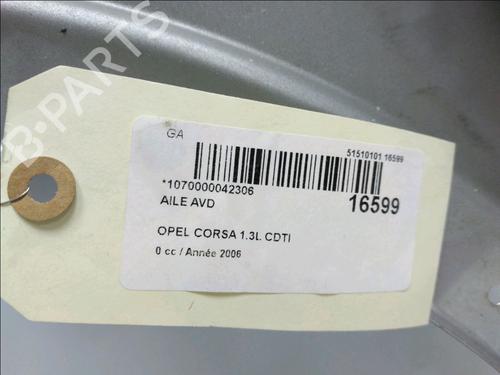 B-PARTS
GA
51510101 16599
*1070000042306
16599
AILE AVD
OPEL CORSA 1.3L CDTI
0 cc / Année 2006